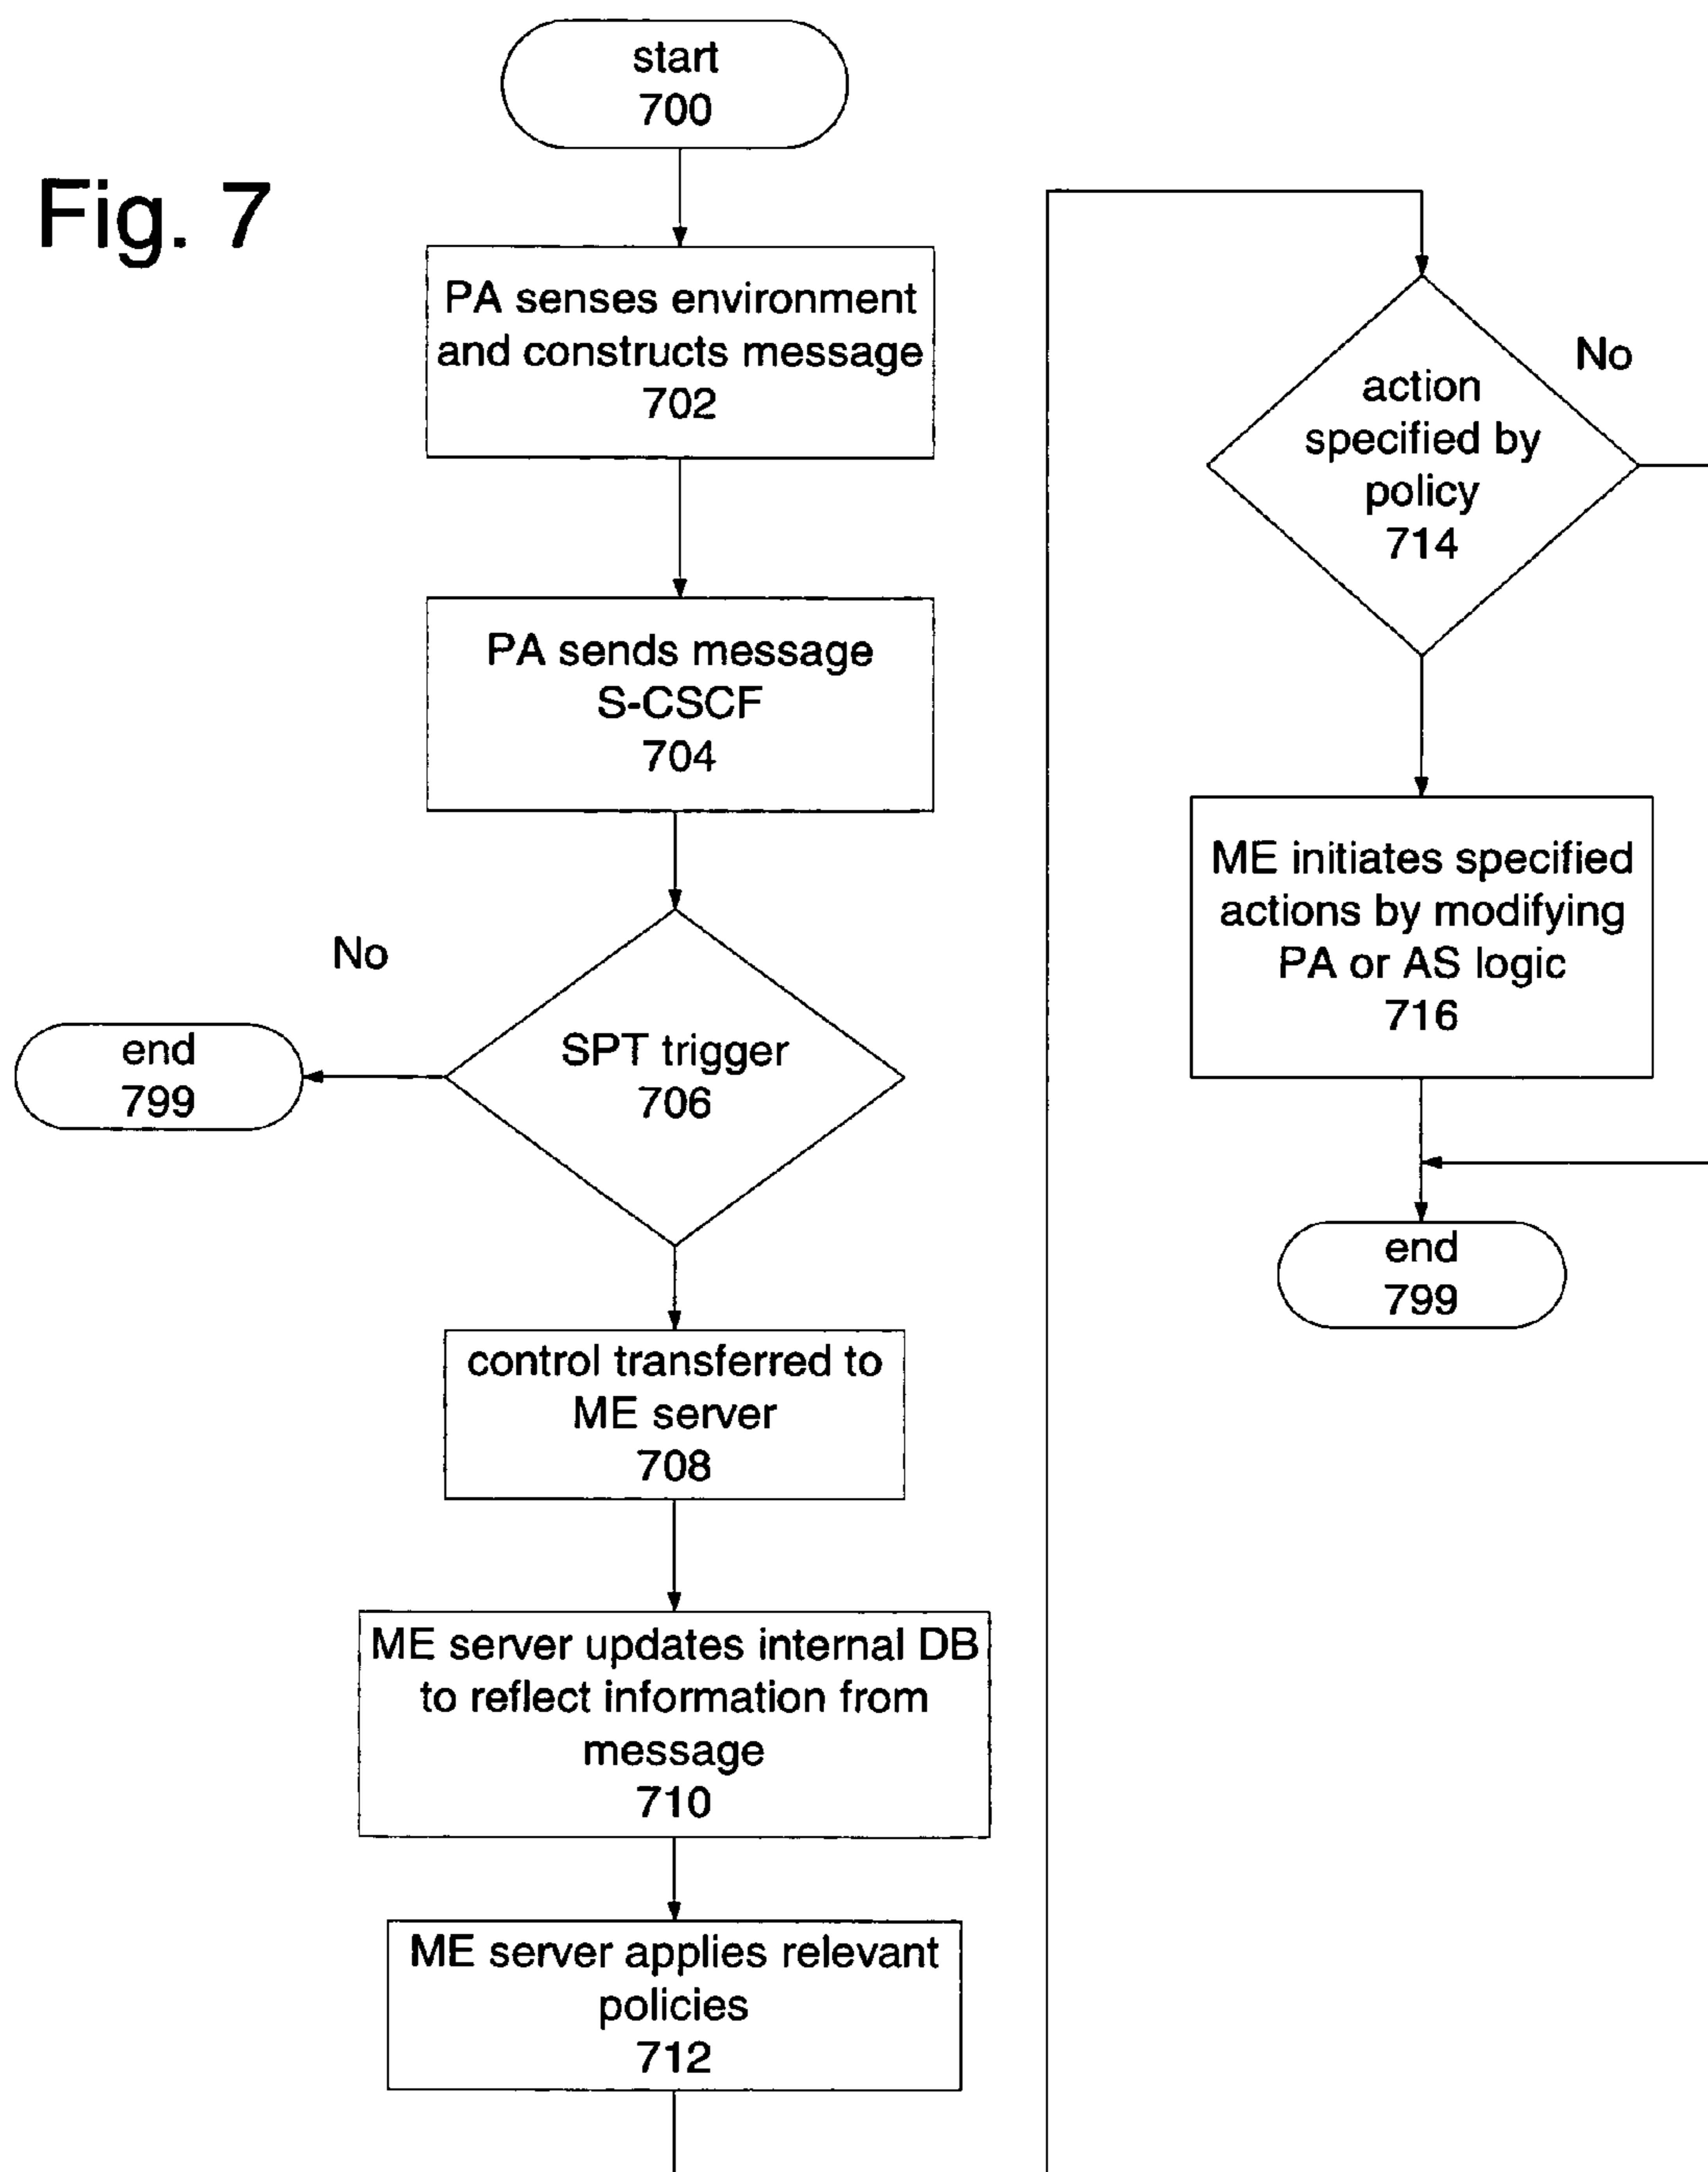 Fig. 7
start
700
PA senses environment
and constructs message
702
PA sends message
S-CSCF
704
No
SPT trigger
706
end
799
control transferred to
ME server
708
ME server updates internal DB
to reflect information from
message
710
ME server applies relevant
policies
712
No
action
specified by
policy
714
ME initiates specified
actions by modifying
PA or AS logic
716
end
799